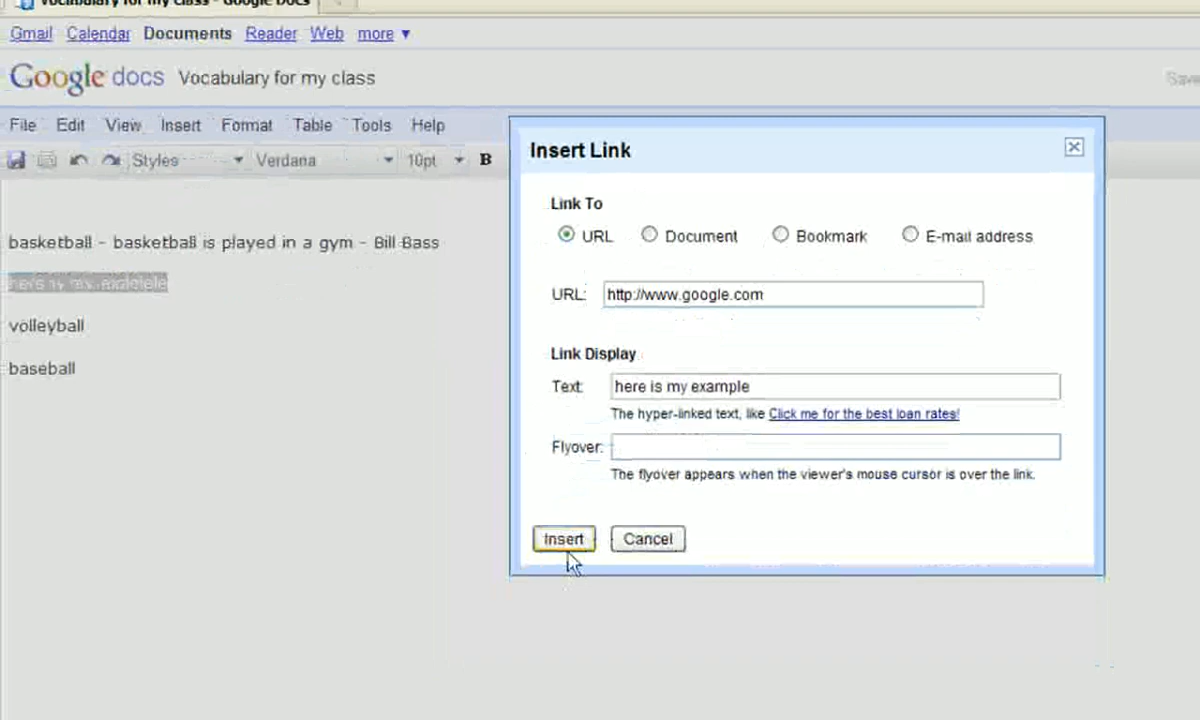 Vocabulary for my class - Google Docs
Gmail Calendar Documents Reader Web more ▼
Google docs Vocabulary for my class
File Edit View Insert Format Table Tools Help
Styles Verdana 10pt B
Insert Link
Link To
URL Document Bookmark E-mail address
URL: http://www.google.com
Link Display
Text: here is my example
The hyper-linked text, like Click me for the best loan rates!
Flyover:
The flyover appears when the viewer's mouse cursor is over the link.
Insert Cancel
basketball - basketball is played in a gym - Bill Bass
volleyball
baseball